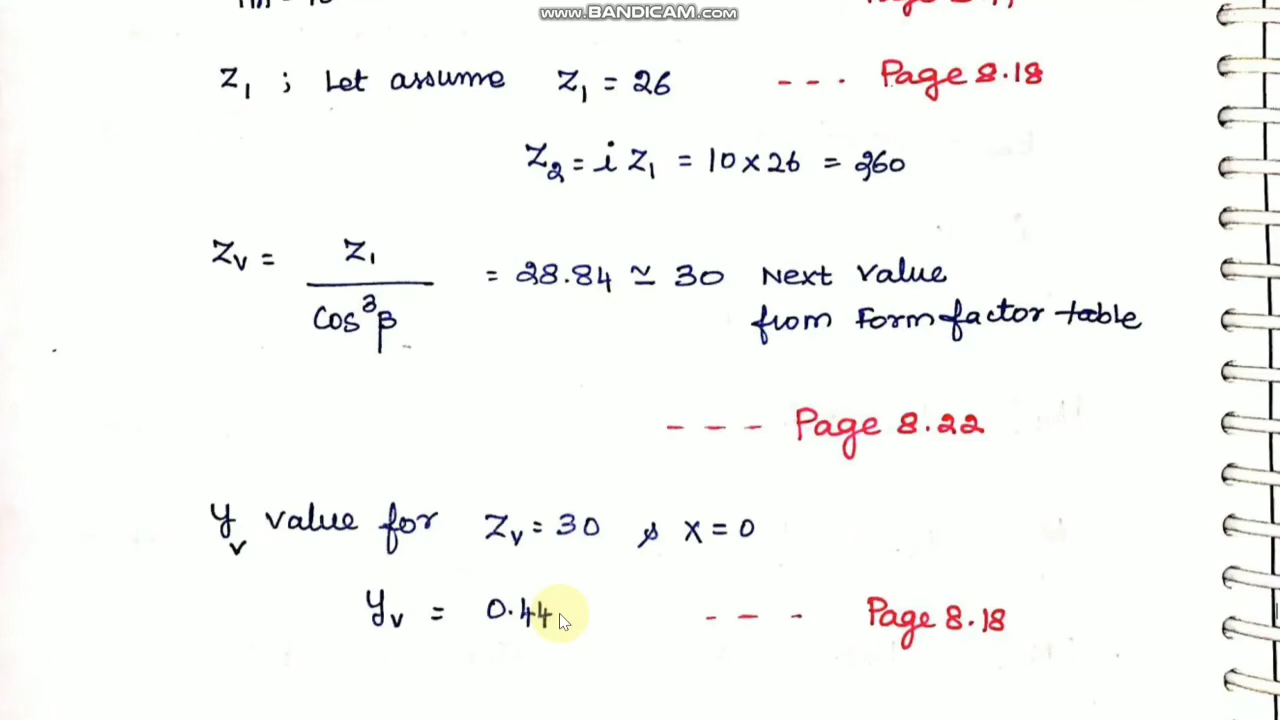 www.BANDICAM.com
Z1 ; Let assume Z1 = 26 --- Page 8.18
Z2 = i Z1 = 10 × 26 = 260
Zv = Z1 / cos³β = 28.84 ≃ 30 Next value
from Form factor table
--- Page 8.22
yv value for Zv = 30 & X = 0
yv = 0.44 --- Page 8.18